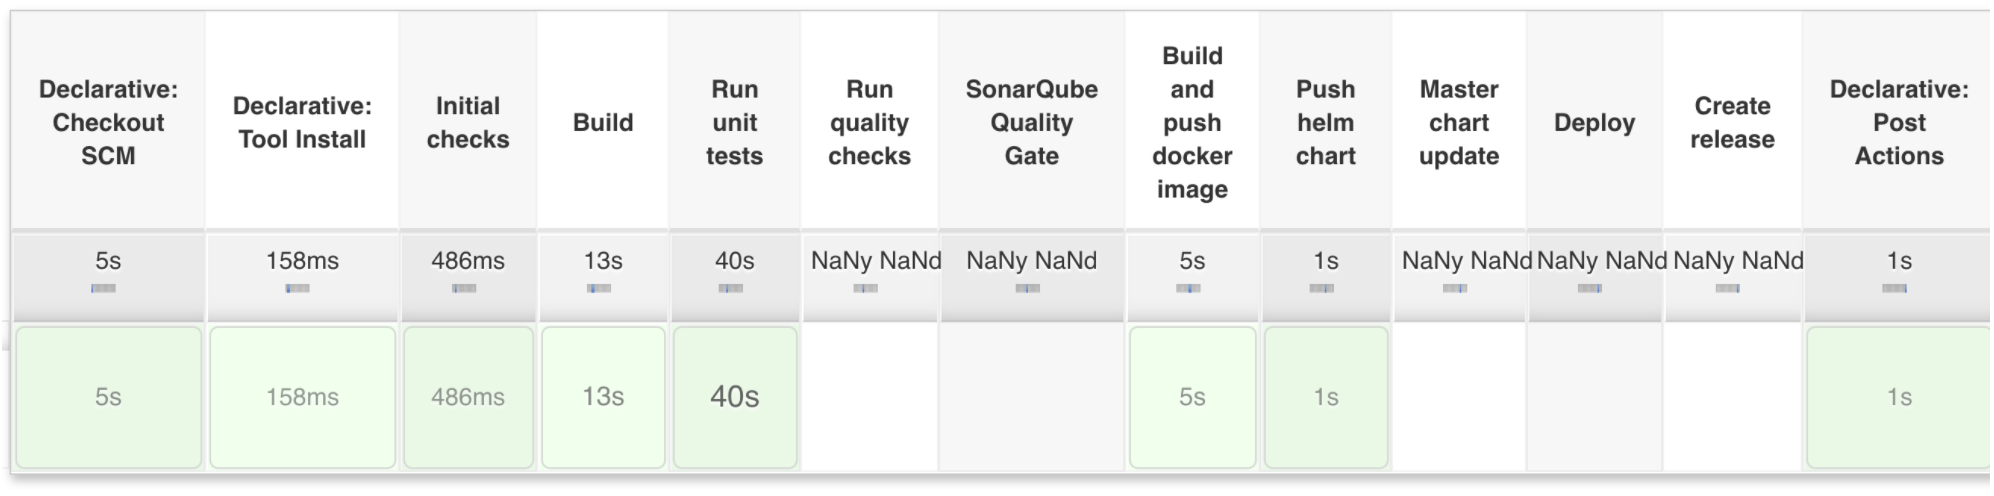 Declarative:
Checkout
SCM
Declarative:
Tool Install
Initial
checks
Build
Run
unit
tests
Run
quality
checks
SonarQube
Quality
Gate
Build
and
push
docker
image
Push
helm
chart
Master
chart
update
Deploy
Create
release
Declarative:
Post
Actions
5s
158ms
486ms
13s
40s
NaNy NaNd
NaNy NaNd
5s
1s
NaNy NaNd
NaNy NaNd
NaNy NaNd
1s
5s
158ms
486ms
13s
40s
5s
1s
1s